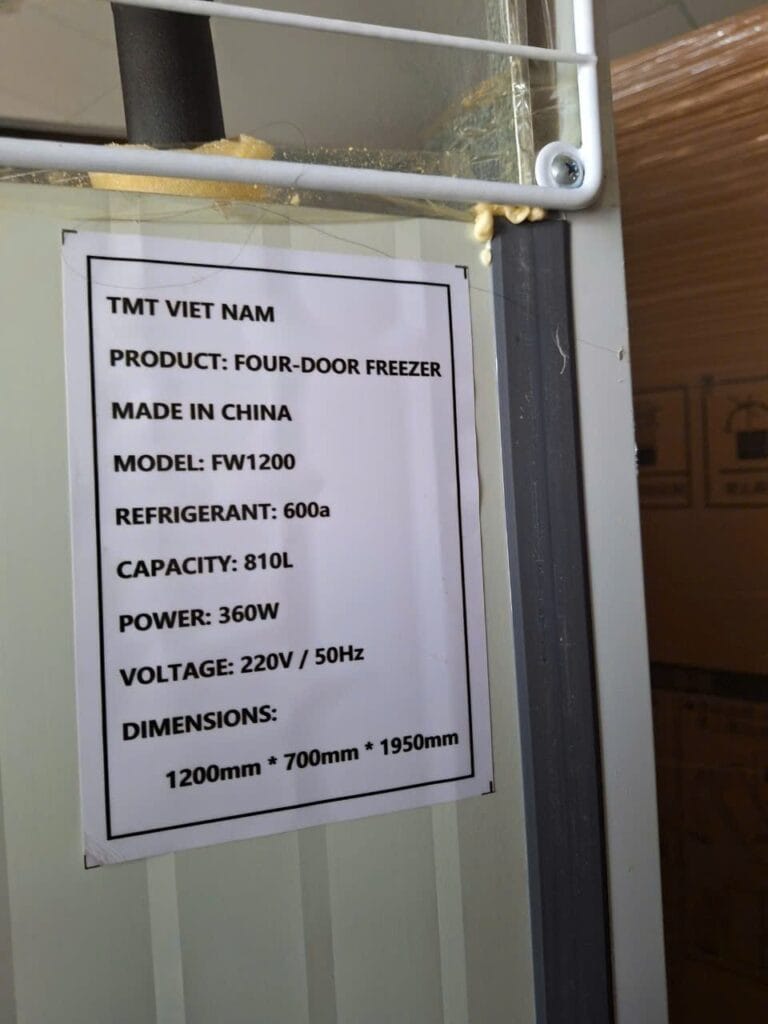 TMT VIET NAM
PRODUCT: FOUR-DOOR FREEZER
MADE IN CHINA
MODEL: FW1200
REFRIGERANT: 600a
CAPACITY: 810L
POWER: 360W
VOLTAGE: 220V / 50Hz
DIMENSIONS:
1200mm * 700mm * 1950mm